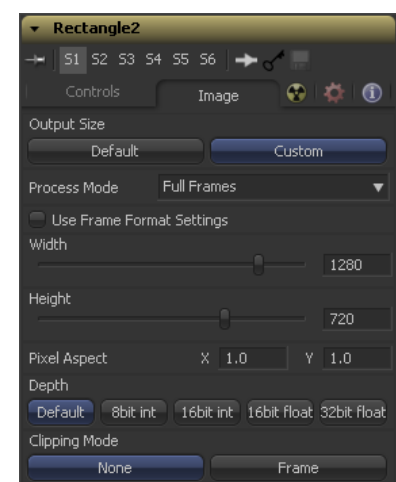 Rectangle2
S1 S2 S3 S4 S5 S6
Controls Image
Output Size
Default Custom
Process Mode Full Frames
Use Frame Format Settings
Width
1280
Height
720
Pixel Aspect X 1.0 Y 1.0
Depth
Default 8bit int 16bit int 16bit float 32bit float
Clipping Mode
None Frame